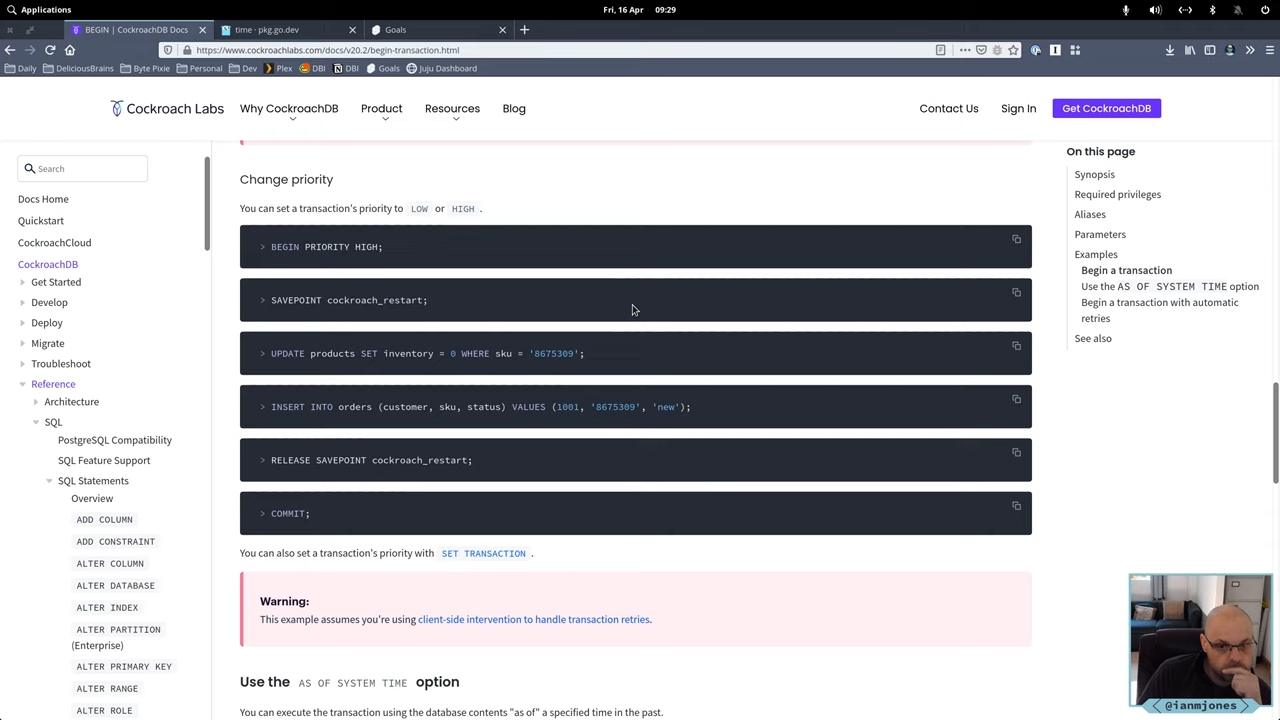 Applications
Fri, 16 Apr 09:29
BEGIN | CockroachDB Docs
time · pkg.go.dev
Goals
https://www.cockroachlabs.com/docs/v20.2/begin-transaction.html
Daily
DeliciousBrains
Byte Pixie
Personal
Dev
Plex
DBI
DBI
Goals
Juju Dashboard
Cockroach Labs
Why CockroachDB
Product
Resources
Blog
Contact Us
Sign In
Get CockroachDB
Search
Docs Home
Quickstart
CockroachCloud
CockroachDB
Get Started
Develop
Deploy
Migrate
Troubleshoot
Reference
Architecture
SQL
PostgreSQL Compatibility
SQL Feature Support
SQL Statements
Overview
ADD COLUMN
ADD CONSTRAINT
ALTER COLUMN
ALTER DATABASE
ALTER INDEX
ALTER PARTITION
(Enterprise)
ALTER PRIMARY KEY
ALTER RANGE
ALTER ROLE
Change priority
You can set a transaction's priority to LOW or HIGH .
> BEGIN PRIORITY HIGH;
> SAVEPOINT cockroach_restart;
> UPDATE products SET inventory = 0 WHERE sku = '8675309';
> INSERT INTO orders (customer, sku, status) VALUES (1001, '8675309', 'new');
> RELEASE SAVEPOINT cockroach_restart;
> COMMIT;
You can also set a transaction's priority with SET TRANSACTION .
Warning:
This example assumes you're using client-side intervention to handle transaction retries.
Use the AS OF SYSTEM TIME option
You can execute the transaction using the database contents "as of" a specified time in the past.
On this page
Synopsis
Required privileges
Aliases
Parameters
Examples
Begin a transaction
Use the AS OF SYSTEM TIME option
Begin a transaction with automatic
retries
See also
@ianmjones